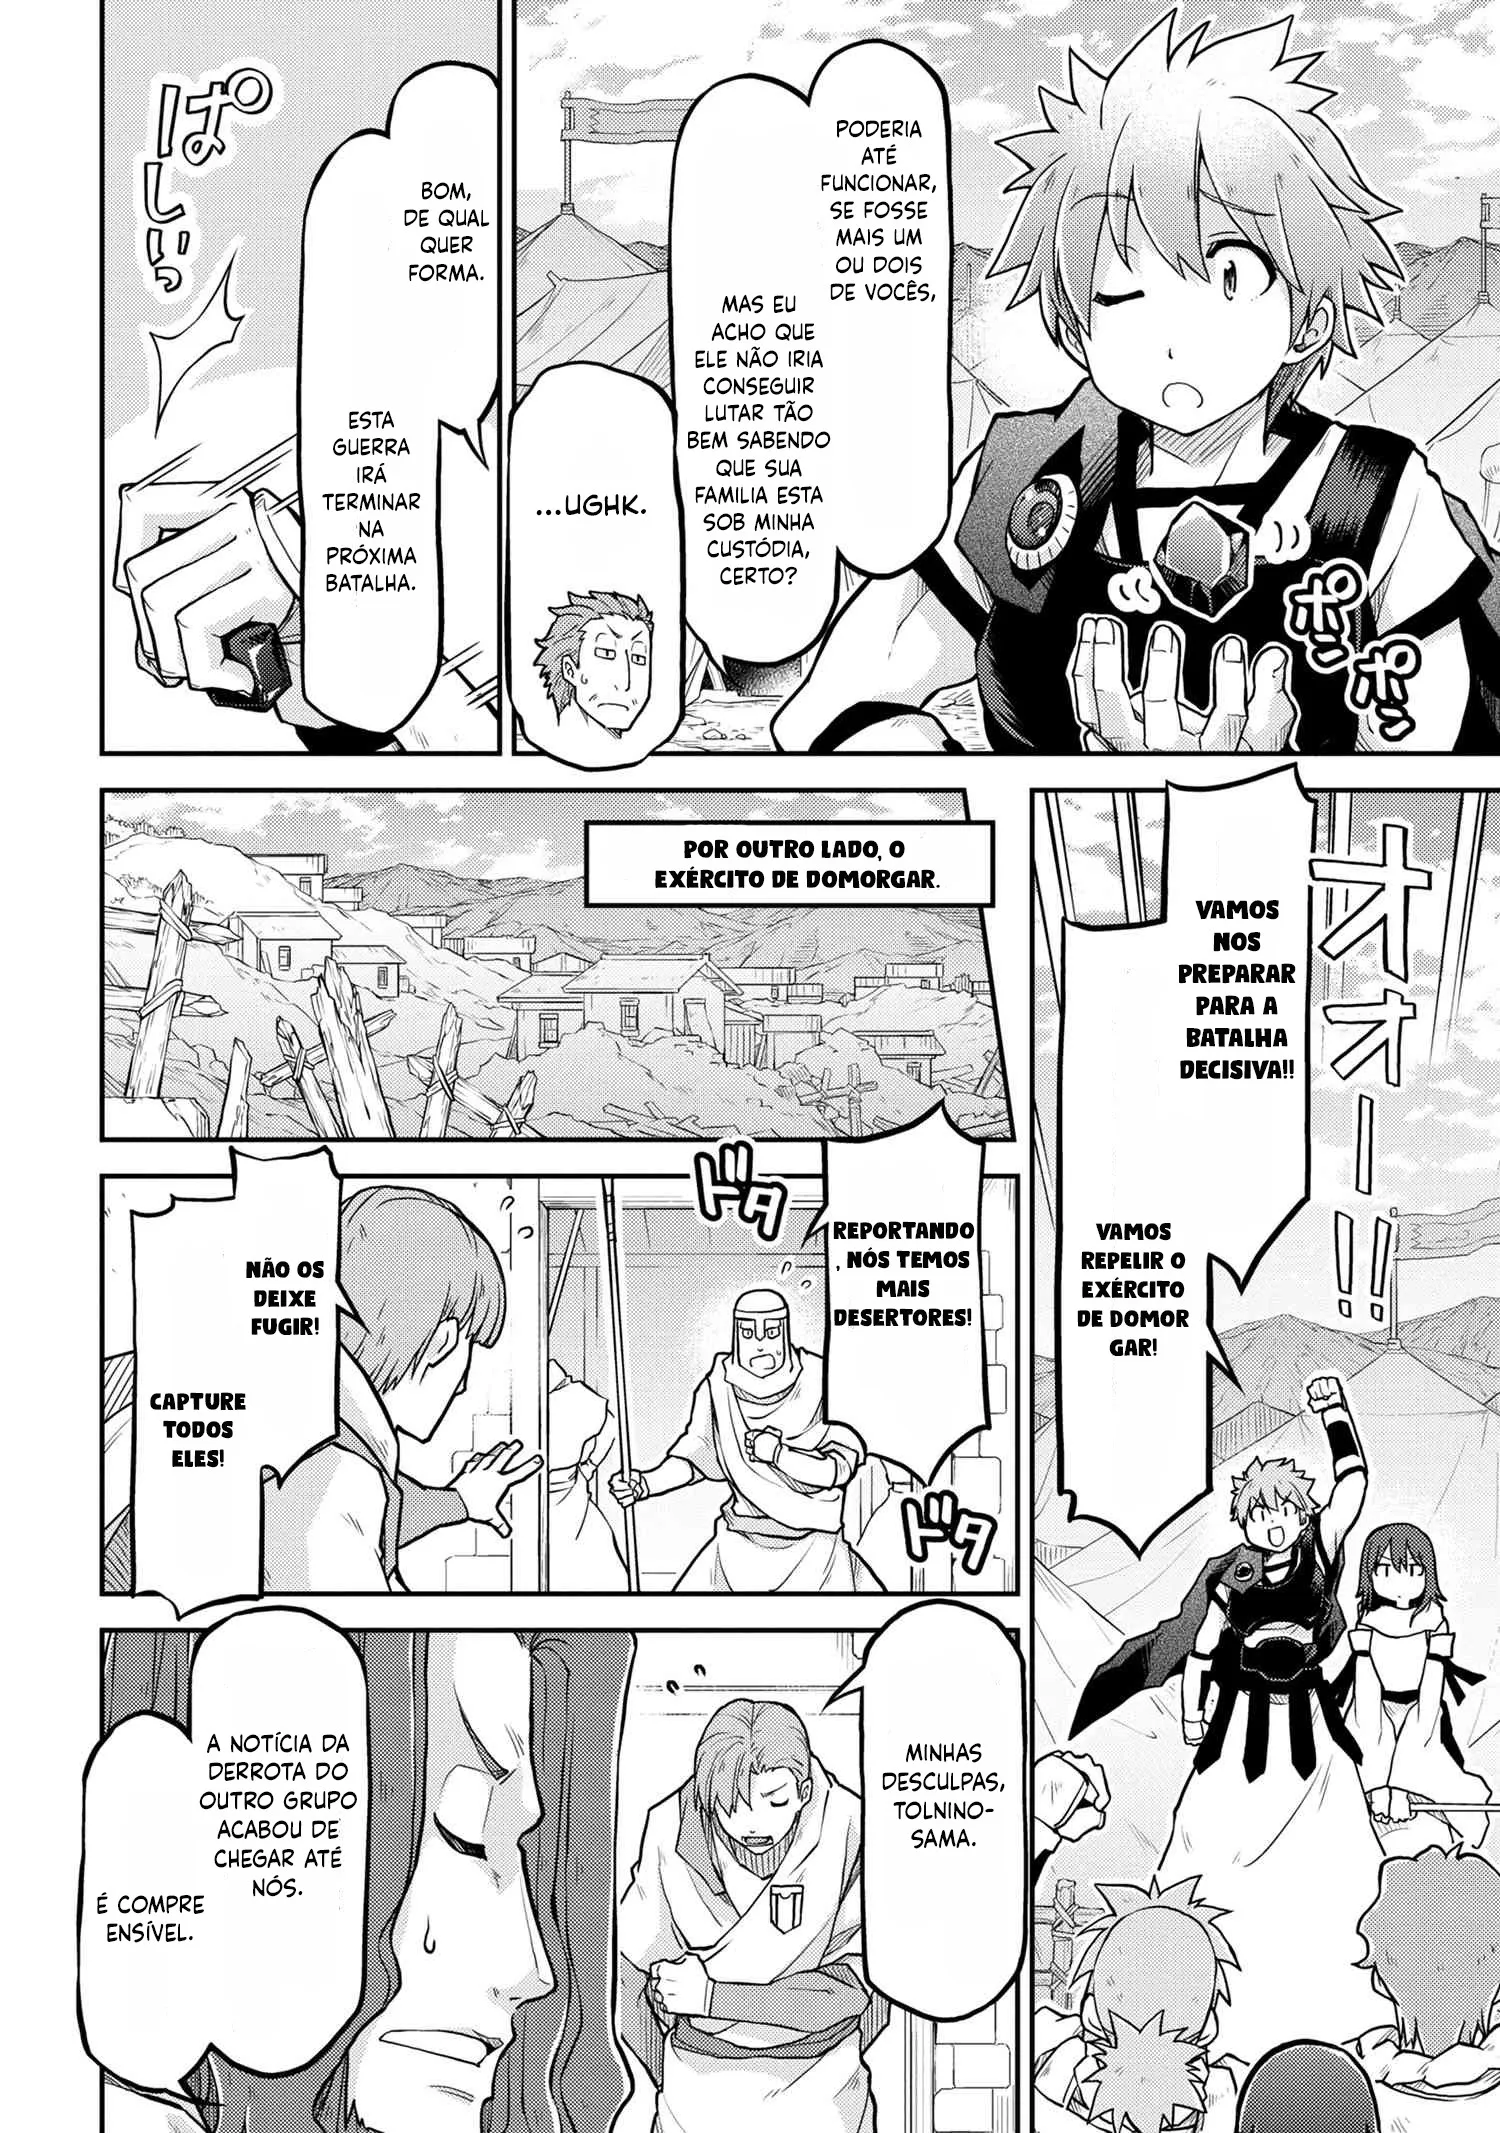 PODERIA
ATÉ
FUNCIONAR,
SE FOSSE
MAIS UM
OU DOIS
DE VOCÊS,
MAS EU
ACHO QUE
ELE NÃO IRIA
CONSEGUIR
LUTAR TÃO
BEM SABENDO
QUE SUA
FAMILIA ESTA
SOB MINHA
CUSTÓDIA,
CERTO?
ポン
ポン
...UGHK.
BOM,
DE QUAL
QUER
FORMA.
ESTA
GUERRA
IRÁ
TERMINAR
NA
PRÓXIMA
BATALHA.
ぱしいっ
VAMOS
NOS
PREPARAR
PARA A
BATALHA
DECISIVA!!
VAMOS
REPELIR O
EXÉRCITO
DE DOMOR
GAR!
オオォー!!
POR OUTRO LADO, O
EXÉRCITO DE DOMORGAR.
REPORTANDO
, NÓS TEMOS
MAIS
DESERTORES!
ドタ
ドタ
NÃO OS
DEIXE
FUGIR!
CAPTURE
TODOS
ELES!
MINHAS
DESCULPAS,
TOLNINO-
SAMA.
A NOTÍCIA DA
DERROTA DO
OUTRO GRUPO
ACABOU DE
CHEGAR ATÉ
NÓS.
É COMPRE
ENSÍVEL.